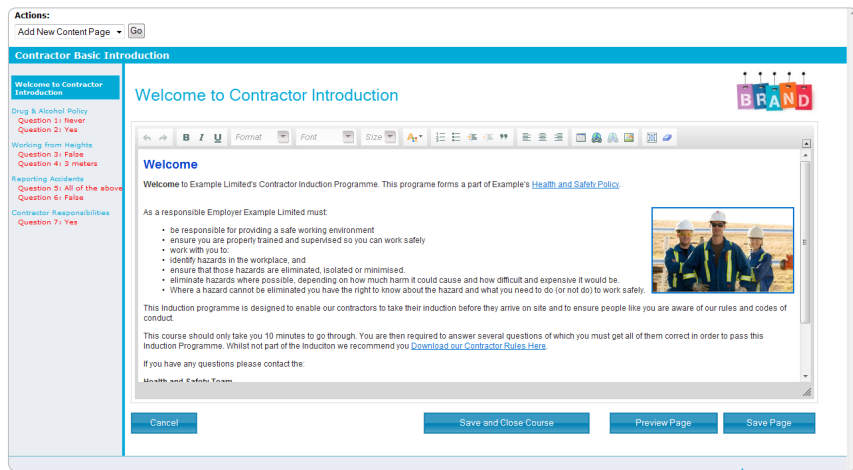 Actions:
Add New Content Page
Go
Contractor Basic Introduction
Welcome to Contractor
Introduction
Drug & Alcohol Policy
Question 1: Never
Question 2: Yes
Working from Heights
Question 3: False
Question 4: 3 meters
Reporting Accidents
Question 5: All of the above
Question 6: False
Contractor Responsibilities
Question 7: Yes
Welcome to Contractor Introduction
BRAND
B I U Format Font Size A
Welcome
Welcome to Example Limited's Contractor Induction Programme. This programe forms a part of Example's Health and Safety Policy.
As a responsible Employer Example Limited must:
• be responsible for providing a safe working environment
• ensure you are properly trained and supervised so you can work safely
• work with you to:
• identify hazards in the workplace, and
• ensure that those hazards are eliminated, isolated or minimised.
• eliminate hazards where possible, depending on how much harm it could cause and how difficult and expensive it would be.
• Where a hazard cannot be eliminated you have the right to know about the hazard and what you need to do (or not do) to work safely.
This Induction programme is designed to enable our contractors to take their induction before they arrive on site and to ensure people like you are aware of our rules and codes of
conduct.
This course should only take you 10 minutes to go through. You are then required to answer several questions of which you must get all of them correct in order to pass this
Induction Programme. Whilst not part of the Induciton we recommend you Download our Contractor Rules Here.
If you have any questions please contact the:
Health and Safety Team
Cancel
Save and Close Course
Preview Page
Save Page